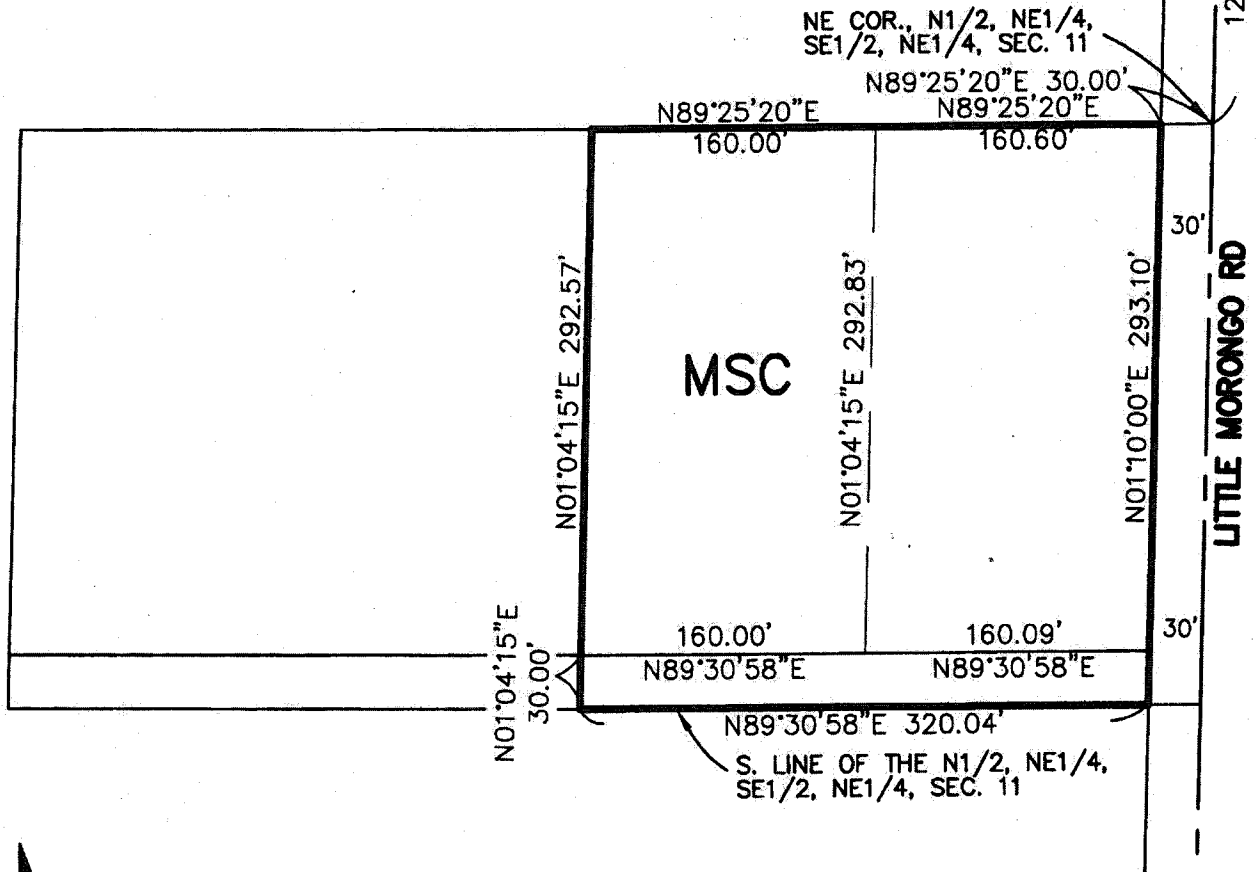 NE COR., N1/2, NE1/4,
SE1/2, NE1/4, SEC. 11
N89°25'20"E 30.00'
N89°25'20"E
N89°25'20"E
160.00'
160.60'
12
30'
N01°04'15"E 292.57'
MSC
N01°04'15"E 292.83'
N01°10'00"E 293.10'
LITTLE MORONGO RD
160.00'
160.09'
30'
N89°30'58"E
N89°30'58"E
N01°04'15"E
30.00'
N89°30'58"E 320.04'
S. LINE OF THE N1/2, NE1/4,
SE1/2, NE1/4, SEC. 11